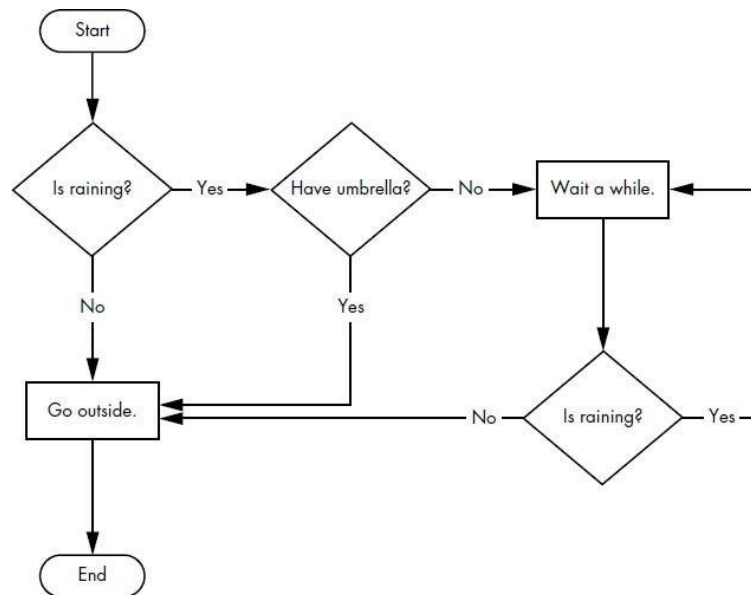 Start
Is raining?
Yes
Have umbrella?
No
Wait a while.
No
Yes
Go outside.
No
Is raining?
Yes
End